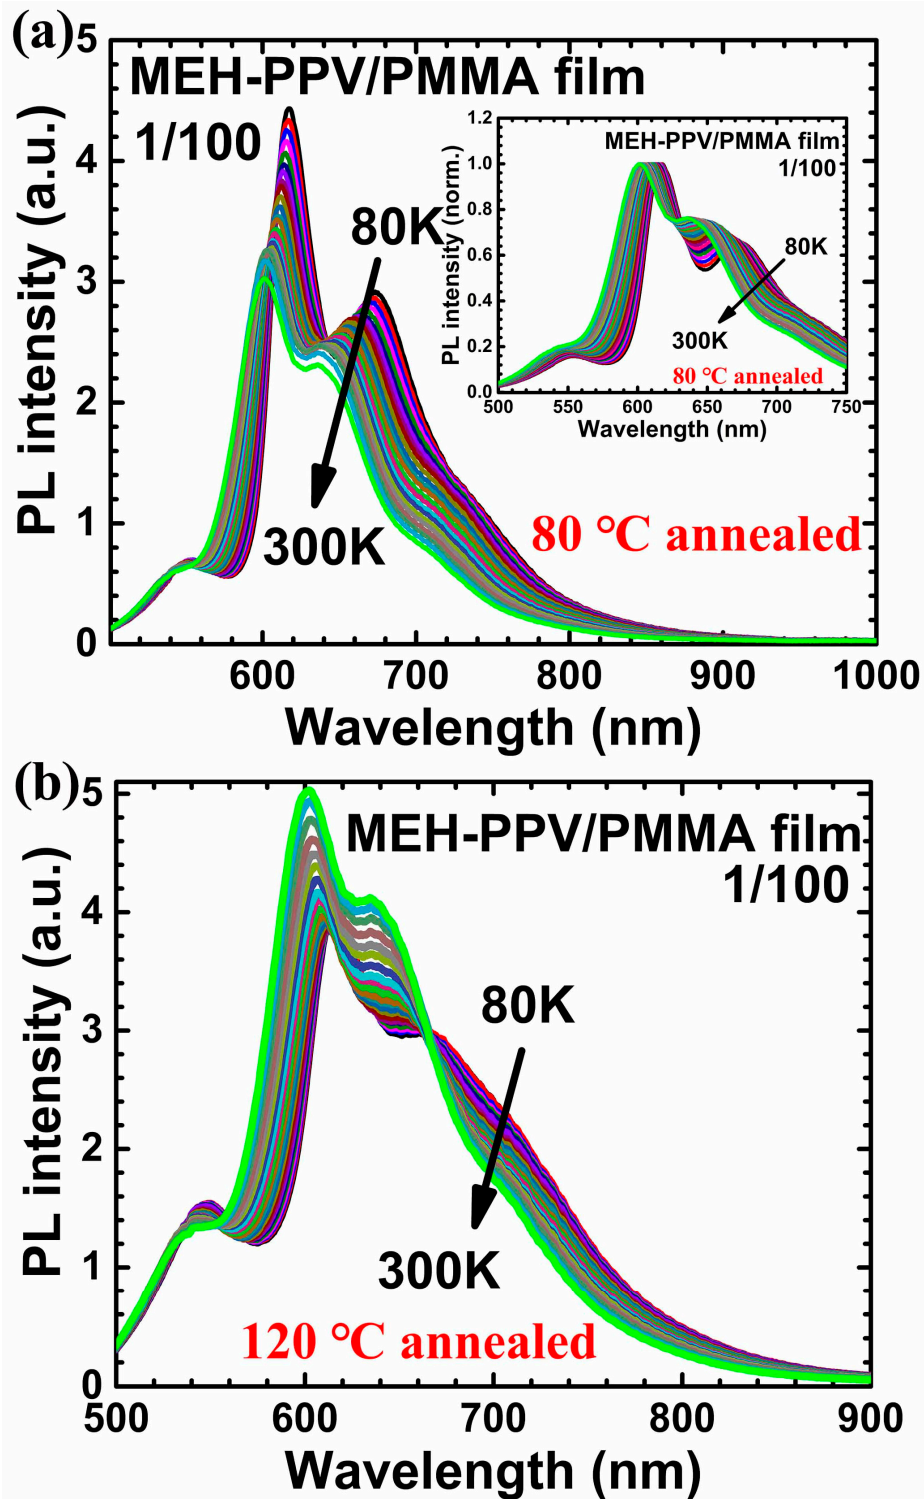 (a)
5
4
3
2
1
0
PL intensity (a.u.)
MEH-PPV/PMMA film
1/100
80K
300K
80 ℃ annealed
600
700
800
900
1000
Wavelength (nm)
1.2
1.0
0.8
0.6
0.4
0.2
0.0
PL intensity (norm.)
MEH-PPV/PMMA film
1/100
80K
300K
80 ℃ annealed
500
550
600
650
700
750
Wavelength (nm)
(b)
5
4
3
2
1
0
PL intensity (a.u.)
MEH-PPV/PMMA film
1/100
80K
300K
120 ℃ annealed
500
600
700
800
900
Wavelength (nm)